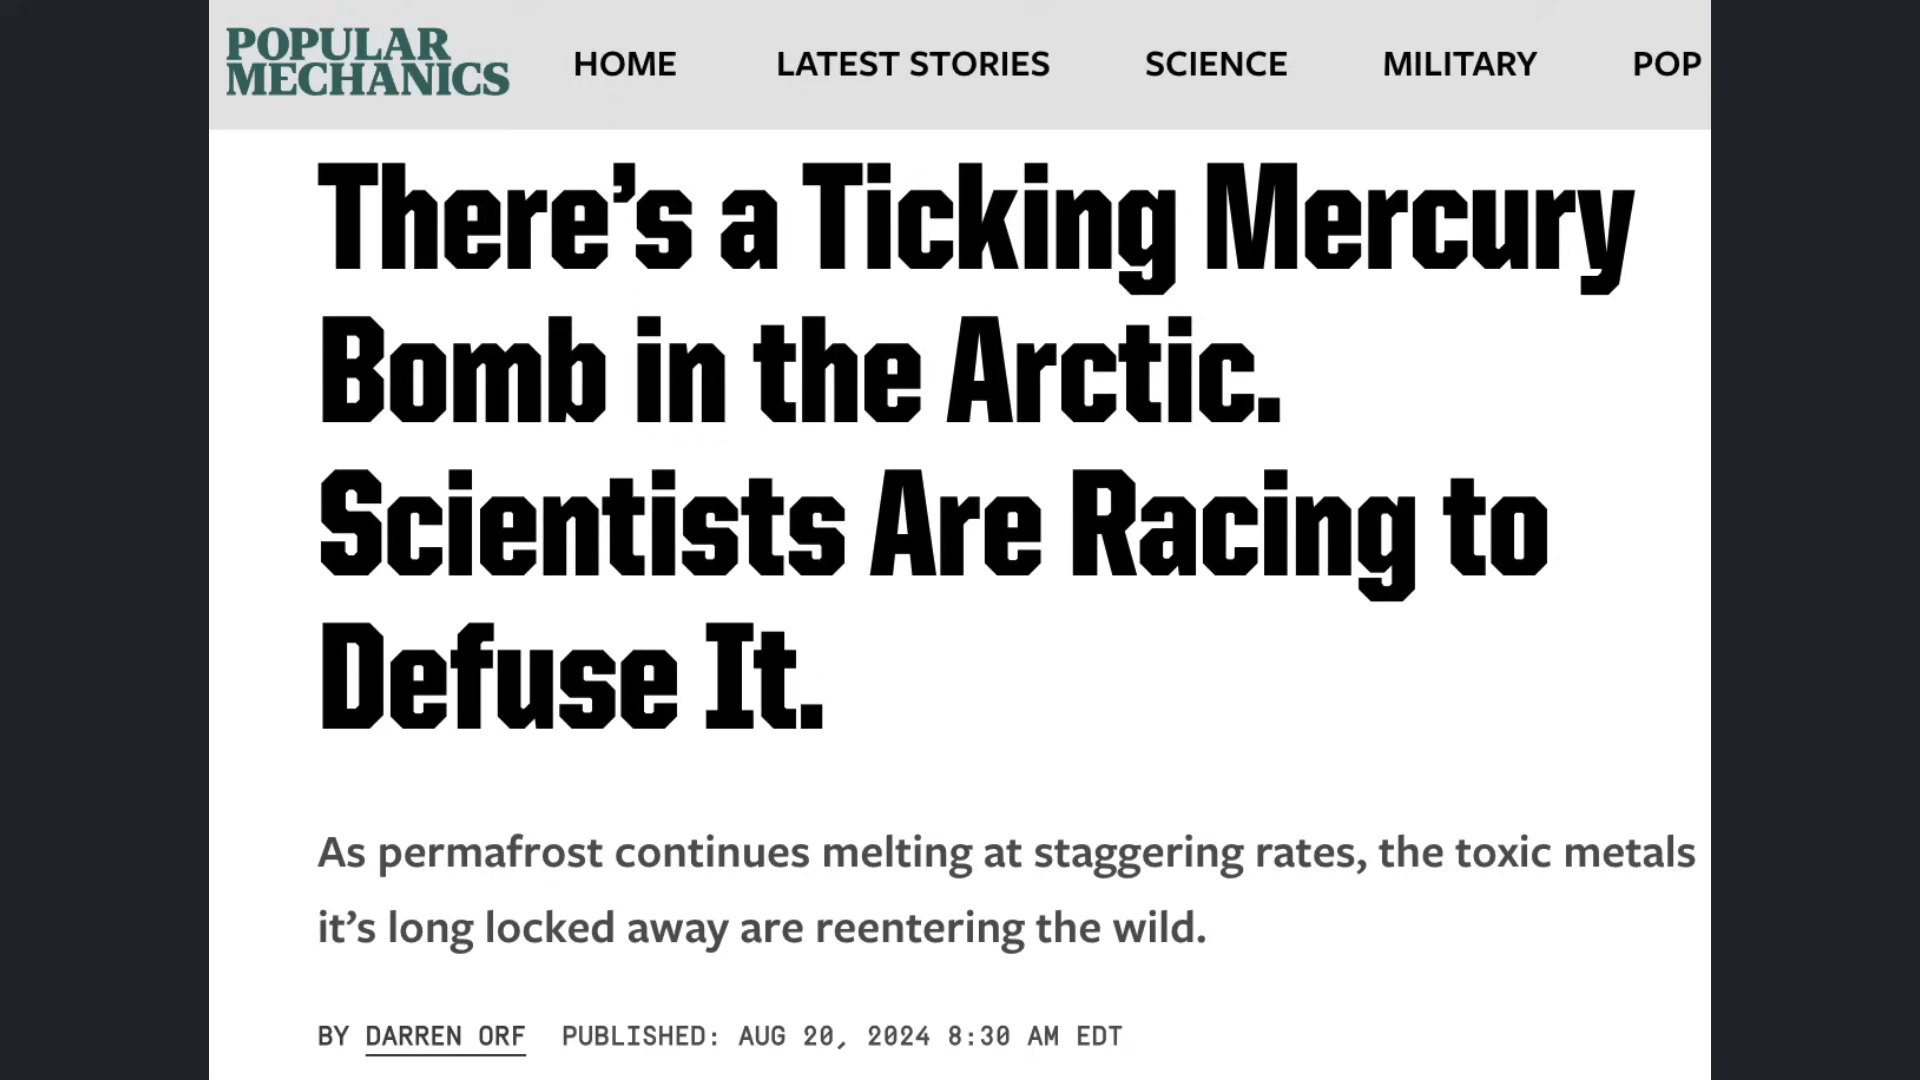 POPULAR
MECHANICS
HOME LATEST STORIES SCIENCE MILITARY POP
There’s a Ticking Mercury
Bomb in the Arctic.
Scientists Are Racing to
Defuse It.
As permafrost continues melting at staggering rates, the toxic metals
it’s long locked away are reentering the wild.
BY DARREN ORF PUBLISHED: AUG 20, 2024 8:30 AM EDT